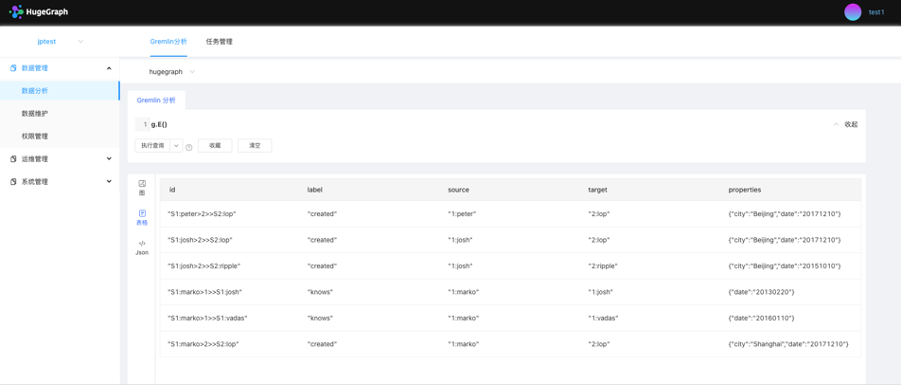 HugeGraph
test1
jptest
Gremlin分析 任务管理
hugegraph
数据管理
数据分析
数据维护
权限管理
运维管理
系统管理
Gremlin 分析
1 g.E()
收起
执行查询 收藏 清空
图
表格
Json
id label source target properties
"S1:peter>2>>S2:lop" "created" "1:peter" "2:lop" {"city":"Beijing","date":"20171210"}
"S1:josh>2>>S2:lop" "created" "1:josh" "2:lop" {"city":"Beijing","date":"20171210"}
"S1:josh>2>>S2:ripple" "created" "1:josh" "2:ripple" {"city":"Beijing","date":"20151010"}
"S1:marko>1>>S1:josh" "knows" "1:marko" "1:josh" {"date":"20130220"}
"S1:marko>1>>S1:vadas" "knows" "1:marko" "1:vadas" {"date":"20160110"}
"S1:marko>2>>S2:lop" "created" "1:marko" "2:lop" {"city":"Shanghai","date":"20171210"}